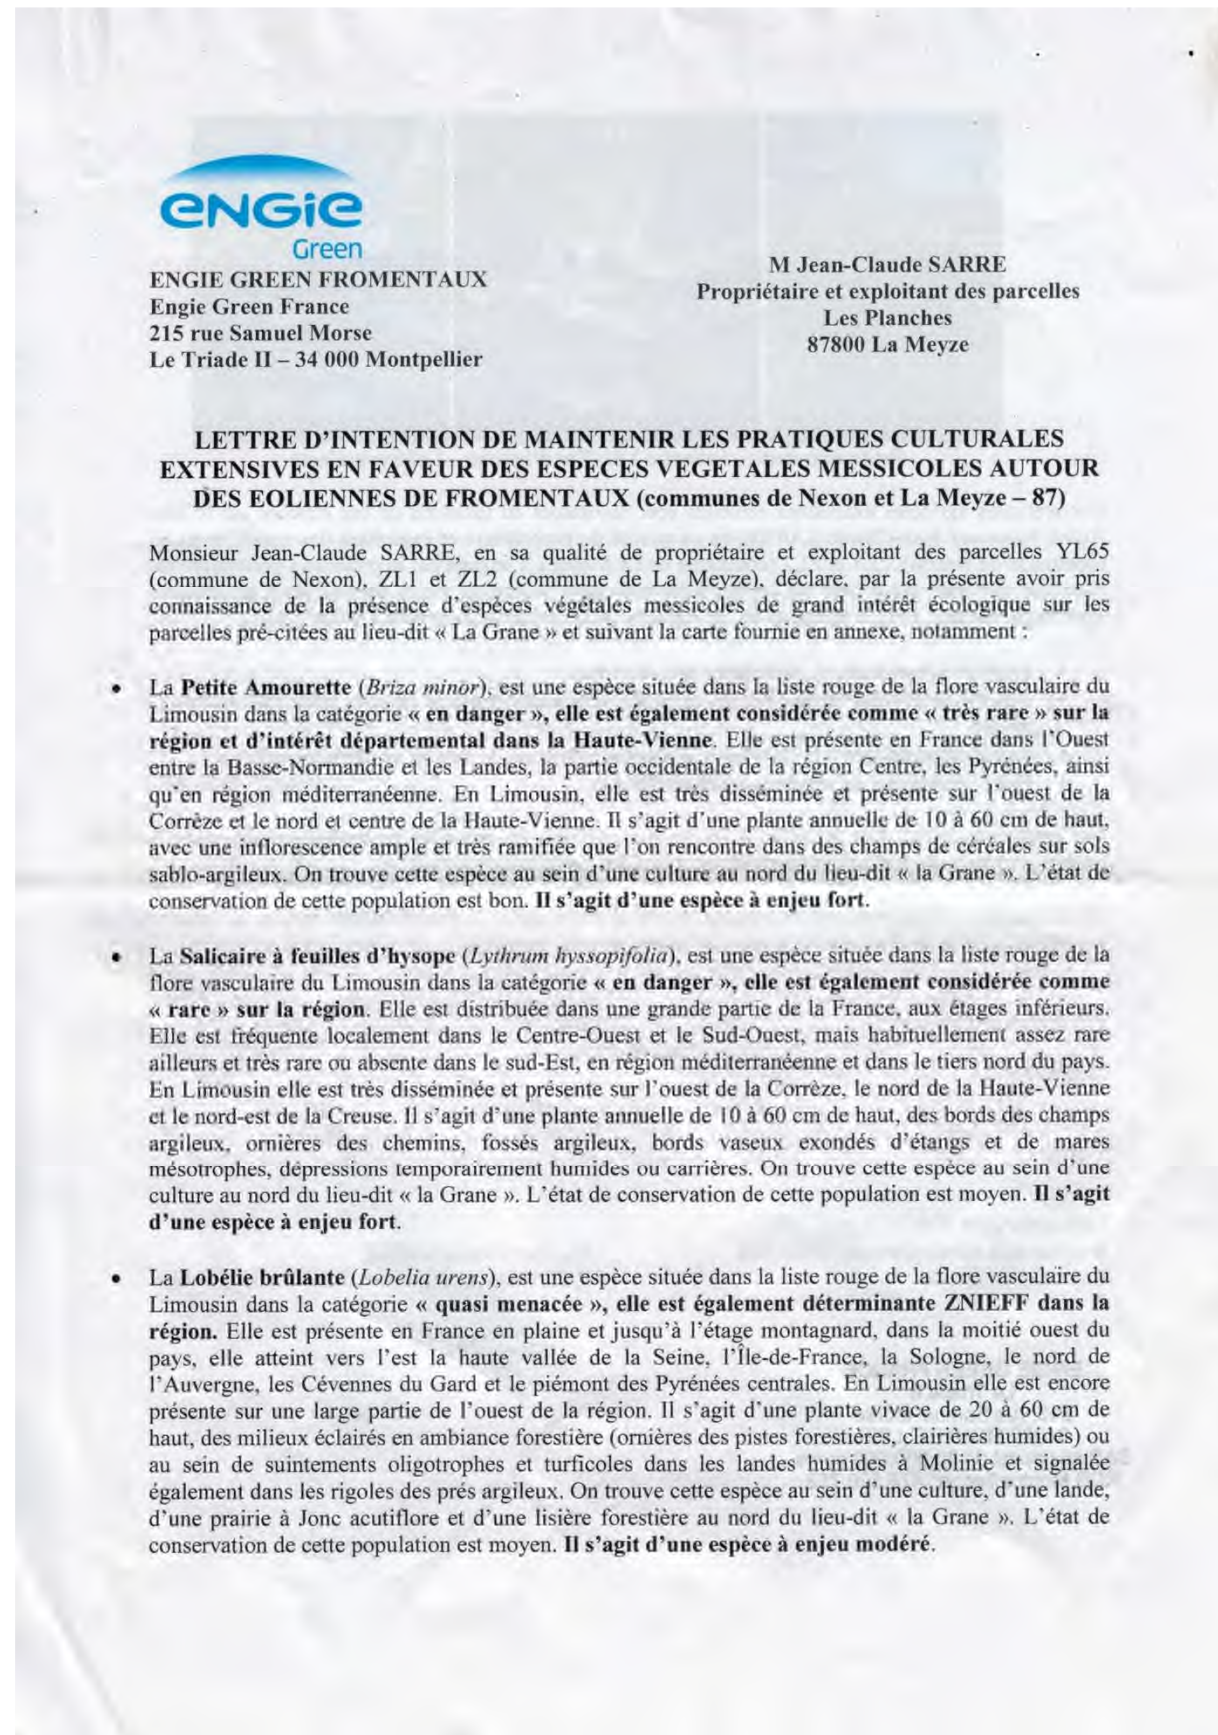 ENGIE
Green
ENGIE GREEN FROMENTAUX
Engie Green France
215 rue Samuel Morse
Le Triade II – 34 000 Montpellier
M Jean-Claude SARRE
Propriétaire et exploitant des parcelles
Les Planches
87800 La Meyze
LETTRE D'INTENTION DE MAINTENIR LES PRATIQUES CULTURALES
EXTENSIVES EN FAVEUR DES ESPECES VEGETALES MESSICOLES AUTOUR
DES EOLIENNES DE FROMENTAUX (communes de Nexon et La Meyze – 87)
Monsieur Jean-Claude SARRE, en sa qualité de propriétaire et exploitant des parcelles YL65
(commune de Nexon), ZL1 et ZL2 (commune de La Meyze), déclare, par la présente avoir pris
connaissance de la présence d'espèces végétales messicoles de grand intérêt écologique sur les
parcelles pré-citées au lieu-dit « La Grane » et suivant la carte fournie en annexe, notamment :
• La Petite Amourette (Briza minor), est une espèce située dans la liste rouge de la flore vasculaire du
Limousin dans la catégorie « en danger », elle est également considérée comme « très rare » sur la
région et d'intérêt départemental dans la Haute-Vienne. Elle est présente en France dans l'Ouest
entre la Basse-Normandie et les Landes, la partie occidentale de la région Centre, les Pyrénées, ainsi
qu'en région méditerranéenne. En Limousin, elle est très disséminée et présente sur l'ouest de la
Corrèze et le nord et centre de la Haute-Vienne. Il s'agit d'une plante annuelle de 10 à 60 cm de haut,
avec une inflorescence ample et très ramifiée que l'on rencontre dans des champs de céréales sur sols
sablo-argileux. On trouve cette espèce au sein d'une culture au nord du lieu-dit « la Grane ». L'état de
conservation de cette population est bon. Il s'agit d'une espèce à enjeu fort.
• La Salicaire à feuilles d'hysope (Lythrum hyssopifolia), est une espèce située dans la liste rouge de la
flore vasculaire du Limousin dans la catégorie « en danger », elle est également considérée comme
« rare » sur la région. Elle est distribuée dans une grande partie de la France, aux étages inférieurs.
Elle est fréquente localement dans le Centre-Ouest et le Sud-Ouest, mais habituellement assez rare
ailleurs et très rare ou absente dans le sud-Est, en région méditerranéenne et dans le tiers nord du pays.
En Limousin elle est très disséminée et présente sur l'ouest de la Corrèze, le nord de la Haute-Vienne
et le nord-est de la Creuse. Il s'agit d'une plante annuelle de 10 à 60 cm de haut, des bords des champs
argileux, ornières des chemins, fossés argileux, bords vaseux exondés d'étangs et de mares
mésotrophes, dépressions temporairement humides ou carrières. On trouve cette espèce au sein d'une
culture au nord du lieu-dit « la Grane ». L'état de conservation de cette population est moyen. Il s'agit
d'une espèce à enjeu fort.
• La Lobélie brûlante (Lobelia urens), est une espèce située dans la liste rouge de la flore vasculaire du
Limousin dans la catégorie « quasi menacée », elle est également déterminante ZNIEFF dans la
région. Elle est présente en France en plaine et jusqu'à l'étage montagnard, dans la moitié ouest du
pays, elle atteint vers l'est la haute vallée de la Seine, l'Île-de-France, la Sologne, le nord de
l'Auvergne, les Cévennes du Gard et le piémont des Pyrénées centrales. En Limousin elle est encore
présente sur une large partie de l'ouest de la région. Il s'agit d'une plante vivace de 20 à 60 cm de
haut, des milieux éclairés en ambiance forestière (ornières des pistes forestières, clairières humides) ou
au sein de suintements oligotrophes et turficoles dans les landes humides à Molinie et signalée
également dans les rigoles des prés argileux. On trouve cette espèce au sein d'une culture, d'une lande,
d'une prairie à Jonc acutiflore et d'une lisière forestière au nord du lieu-dit « la Grane ». L'état de
conservation de cette population est moyen. Il s'agit d'une espèce à enjeu modéré.